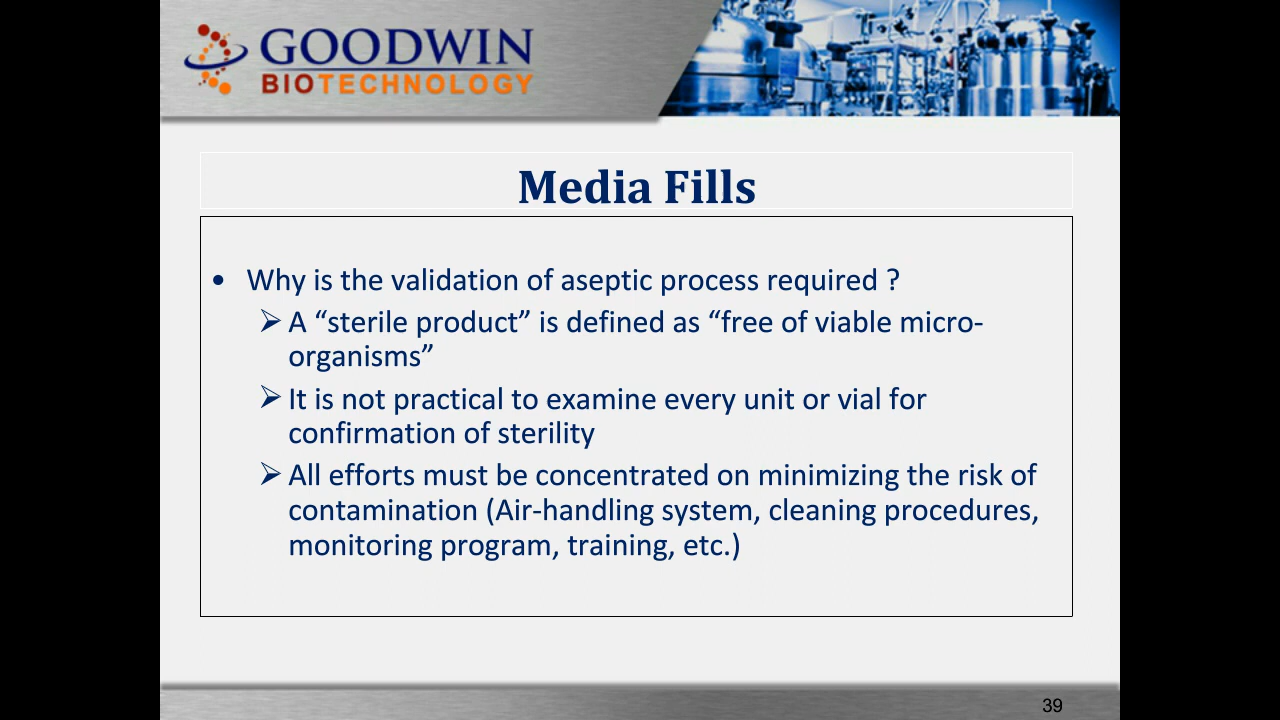 GOODWIN
BIOTECHNOLOGY
Media Fills
• Why is the validation of aseptic process required ?
➢ A “sterile product” is defined as “free of viable micro-
organisms”
➢ It is not practical to examine every unit or vial for
confirmation of sterility
➢ All efforts must be concentrated on minimizing the risk of
contamination (Air-handling system, cleaning procedures,
monitoring program, training, etc.)
39